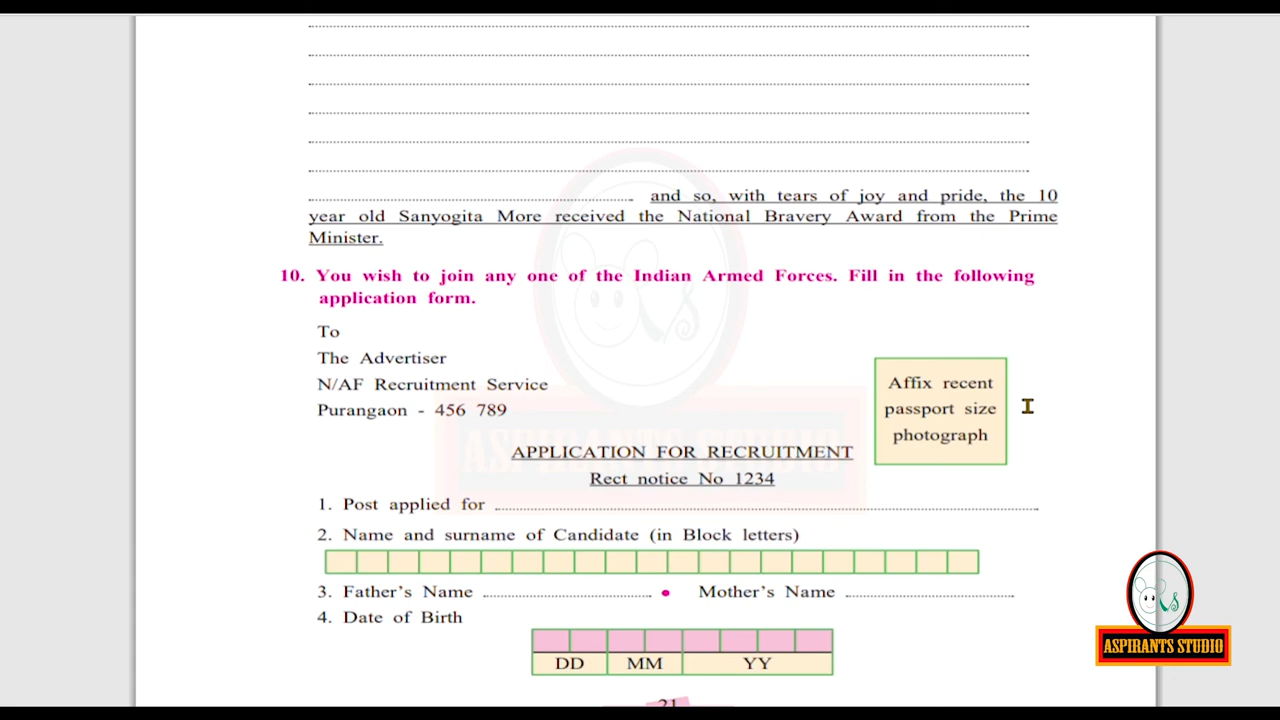 and so, with tears of joy and pride, the 10
year old Sanyogita More received the National Bravery Award from the Prime
Minister.
10. You wish to join any one of the Indian Armed Forces. Fill in the following
application form.
To
The Advertiser
N/AF Recruitment Service
Purangaon - 456 789
Affix recent
passport size
photograph
APPLICATION FOR RECRUITMENT
Rect notice No 1234
1. Post applied for
2. Name and surname of Candidate (in Block letters)
3. Father's Name • Mother's Name
4. Date of Birth
DD MM YY
21
ASPIRANTS STUDIO
ASPIRANTS STUDIO